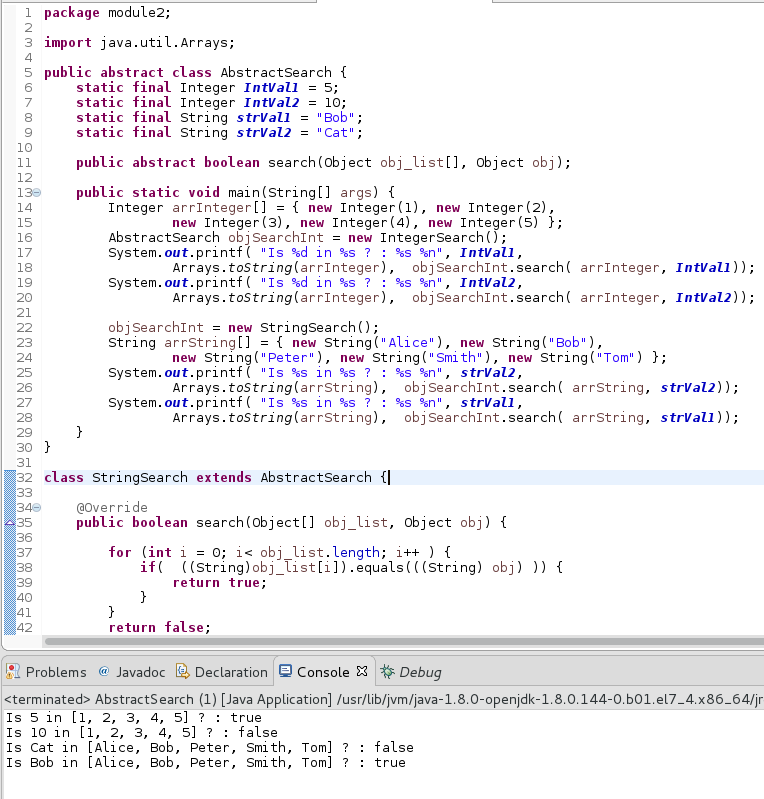 1 package module2;
2
3 import java.util.Arrays;
4
5 public abstract class AbstractSearch {
6     static final Integer IntVal1 = 5;
7     static final Integer IntVal2 = 10;
8     static final String strVal1 = "Bob";
9     static final String strVal2 = "Cat";
10
11     public abstract boolean search(Object obj_list[], Object obj);
12
13     public static void main(String[] args) {
14         Integer arrInteger[] = { new Integer(1), new Integer(2),
15                 new Integer(3), new Integer(4), new Integer(5) };
16         AbstractSearch objSearchInt = new IntegerSearch();
17         System.out.printf( "Is %d in %s ? : %s %n", IntVal1,
18                 Arrays.toString(arrInteger),  objSearchInt.search( arrInteger, IntVal1));
19         System.out.printf( "Is %d in %s ? : %s %n", IntVal2,
20                 Arrays.toString(arrInteger),  objSearchInt.search( arrInteger, IntVal2));
21
22         objSearchInt = new StringSearch();
23         String arrString[] = { new String("Alice"), new String("Bob"),
24                 new String("Peter"), new String("Smith"), new String("Tom") };
25         System.out.printf( "Is %s in %s ? : %s %n", strVal2,
26                 Arrays.toString(arrString),  objSearchInt.search( arrString, strVal2));
27         System.out.printf( "Is %s in %s ? : %s %n", strVal1,
28                 Arrays.toString(arrString),  objSearchInt.search( arrString, strVal1));
29     }
30 }
31
32 class StringSearch extends AbstractSearch {
33
34     @Override
35     public boolean search(Object[] obj_list, Object obj) {
36
37         for (int i = 0; i< obj_list.length; i++ ) {
38             if(  ((String)obj_list[i]).equals(((String) obj) )) {
39                 return true;
40             }
41         }
42         return false;
Problems @ Javadoc Declaration Console Debug
<terminated> AbstractSearch (1) [Java Application] /usr/lib/jvm/java-1.8.0-openjdk-1.8.0.144-0.b01.el7_4.x86_64/jr
Is 5 in [1, 2, 3, 4, 5] ? : true
Is 10 in [1, 2, 3, 4, 5] ? : false
Is Cat in [Alice, Bob, Peter, Smith, Tom] ? : false
Is Bob in [Alice, Bob, Peter, Smith, Tom] ? : true